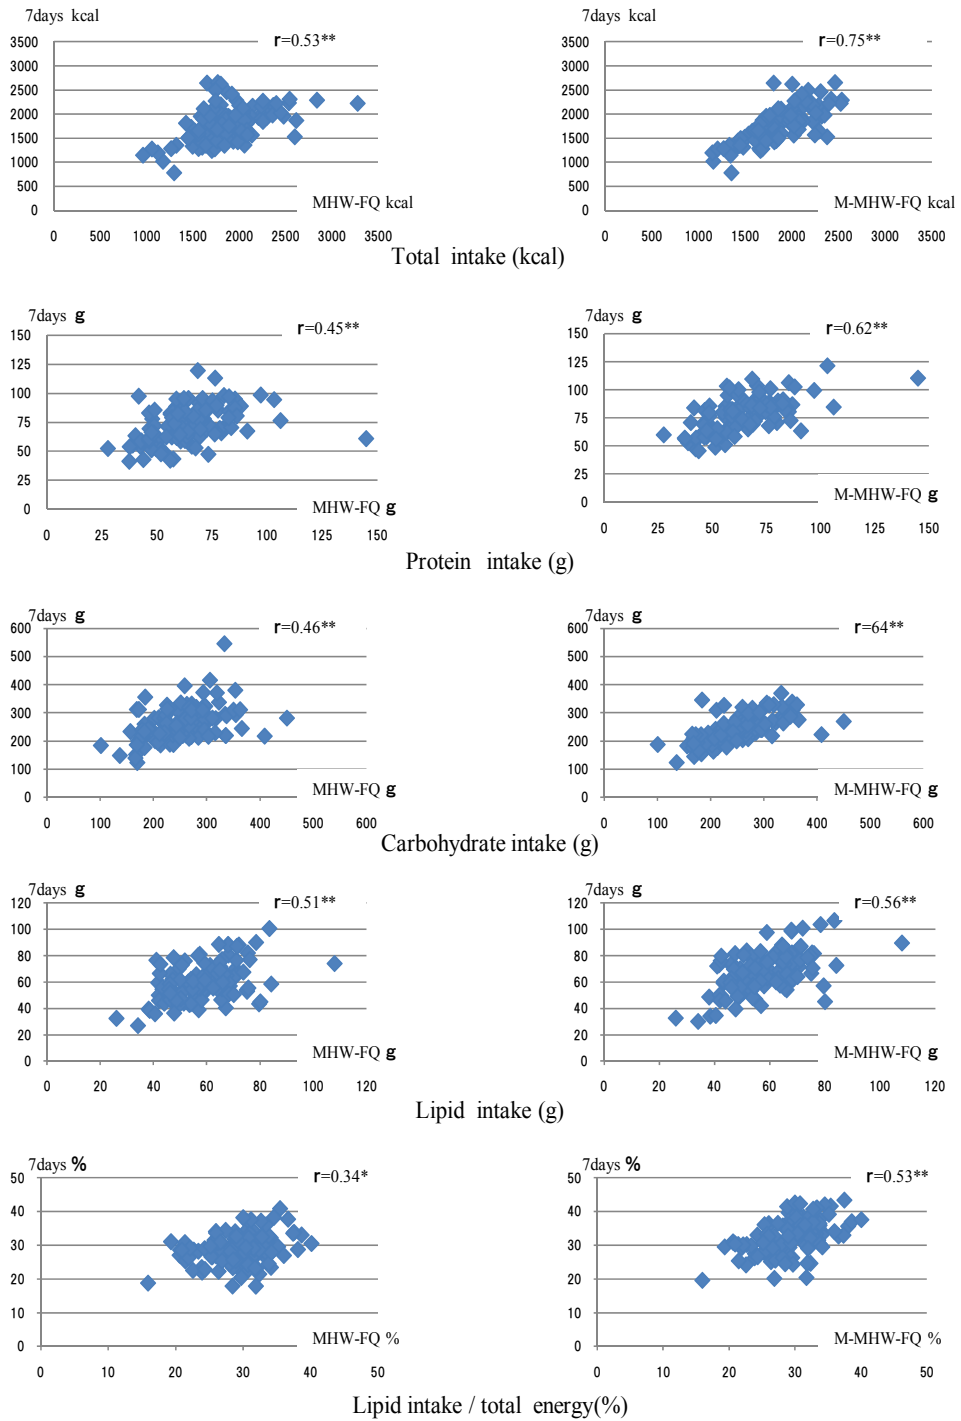 7days kcal 7days kcal
r=0.53** r=0.75**
3500 3500
3000 3000
2500 2500
2000 2000
1500 1500
1000 1000
500 500
0 MHW-FQ kcal 0 M-MHW-FQ kcal
0 500 1000 1500 2000 2500 3000 3500 0 500 1000 1500 2000 2500 3000 3500
Total intake (kcal)
7days g 7days g
r=0.45** r=0.62**
150 150
125 125
100 100
75 75
50 50
25 25
0 MHW-FQ g 0 M-MHW-FQ g
0 25 50 75 100 125 150 0 25 50 75 100 125 150
Protein intake (g)
7days g 7days g
600 r=0.46** 600 r=64**
500 500
400 400
300 300
200 200
100 100
0 MHW-FQ g 0 M-MHW-FQ g
0 100 200 300 400 500 600 0 100 200 300 400 500 600
Carbohydrate intake (g)
7days g 7days g
120 r=0.51** 120 r=0.56**
100 100
80 80
60 60
40 40
20 20
0 MHW-FQ g 0 M-MHW-FQ g
0 20 40 60 80 100 120 0 20 40 60 80 100 120
Lipid intake (g)
7days % 7days %
50 r=0.34* 50 r=0.53**
40 40
30 30
20 20
10 10
0 MHW-FQ % 0 M-MHW-FQ %
0 10 20 30 40 50 0 10 20 30 40 50
Lipid intake / total energy(%)